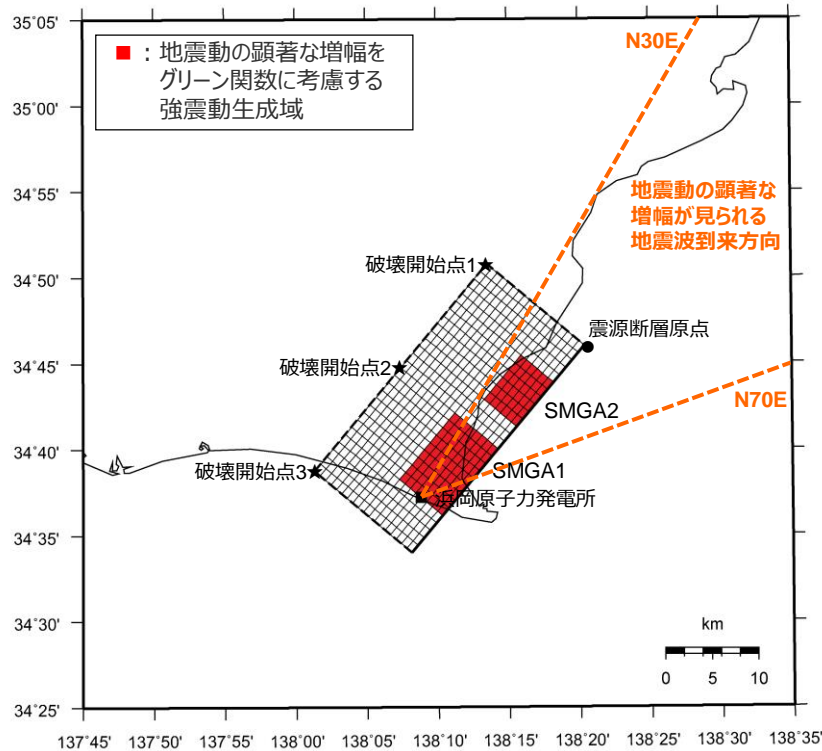 35°05'
35°00'
34°55'
34°50'
34°45'
34°40'
34°35'
34°30'
34°25'
■ : 地震動の顕著な増幅を
グリーン関数に考慮する
強震動生成域
N30E
地震動の顕著な
増幅が見られる
地震波到来方向
破壊開始点1
震源断層原点
破壊開始点2
N70E
SMGA2
破壊開始点3
SMGA1
浜岡原子力発電所
km
0 5 10
137°45' 137°50' 137°55' 138°00' 138°05' 138°10' 138°15' 138°20' 138°25' 138°30' 138°35'